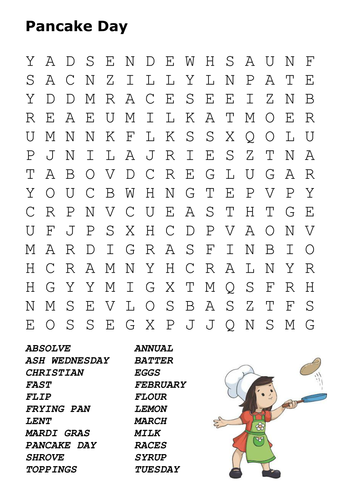 Pancake Day
Y A D S E N D E W H S A U N F
S A C N Z I L L Y L N P A T E
Y D D M R A C E S E E I Z N B
R E A E U M I L K A T M O E R
U M N N K F L K S S X Q O L U
P J N I L A J R I E S Z T N A
T A B O V D C R E G L U G A R
Y O U C B W H N G T E P V P Y
C R P N V C U E A S T H T G E
U F J P S X H C D P V A O N V
M A R D I G R A S F I N B I O
H C R A M N Y H C R A L N Y R
H G Y Y M I G X T M Q S F R H
N M S E V L O S B A S Z T F S
E O S S E G X P J J Q N S M G
ABSOLVE ANNUAL
ASH WEDNESDAY BATTER
CHRISTIAN EGGS
FAST FEBRUARY
FLIP FLOUR
FRYING PAN LEMON
LENT MARCH
MARDI GRAS MILK
PANCAKE DAY RACES
SHROVE SYRUP
TOPPINGS TUESDAY